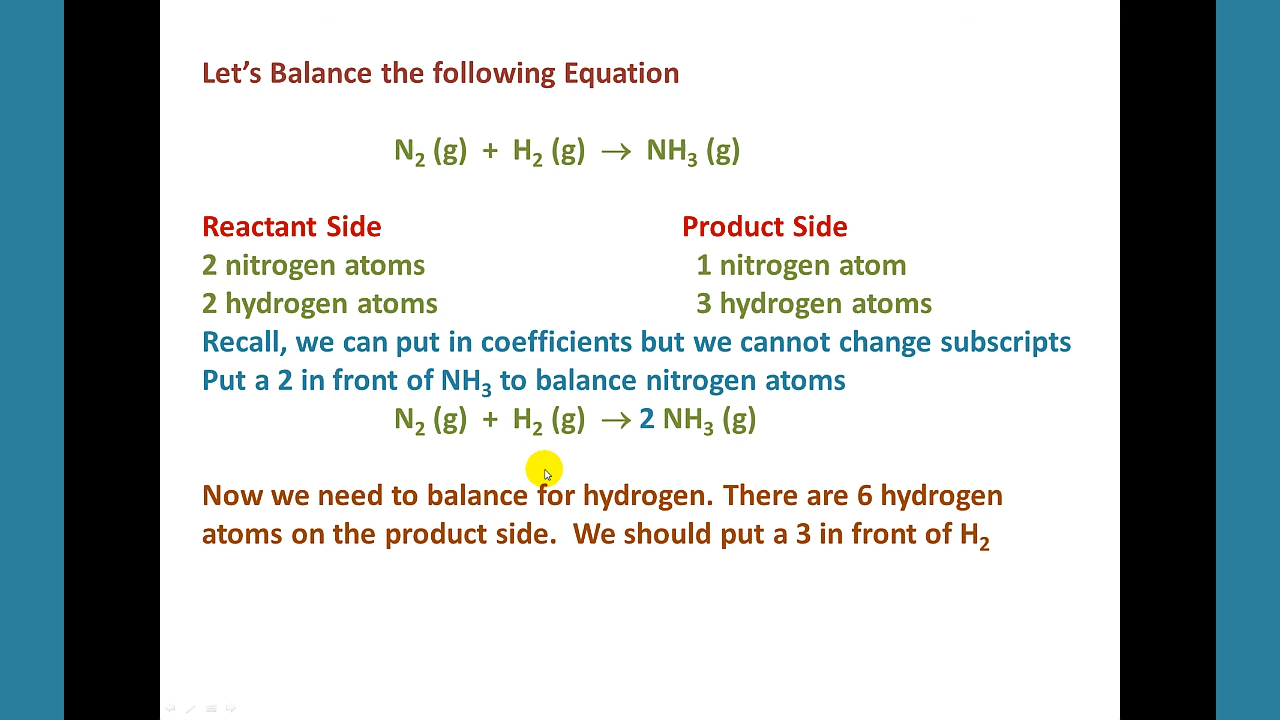 Let’s Balance the following Equation
N₂ (g) + H₂ (g) → NH₃ (g)
Reactant Side Product Side
2 nitrogen atoms 1 nitrogen atom
2 hydrogen atoms 3 hydrogen atoms
Recall, we can put in coefficients but we cannot change subscripts
Put a 2 in front of NH₃ to balance nitrogen atoms
N₂ (g) + H₂ (g) → 2 NH₃ (g)
Now we need to balance for hydrogen. There are 6 hydrogen
atoms on the product side. We should put a 3 in front of H₂